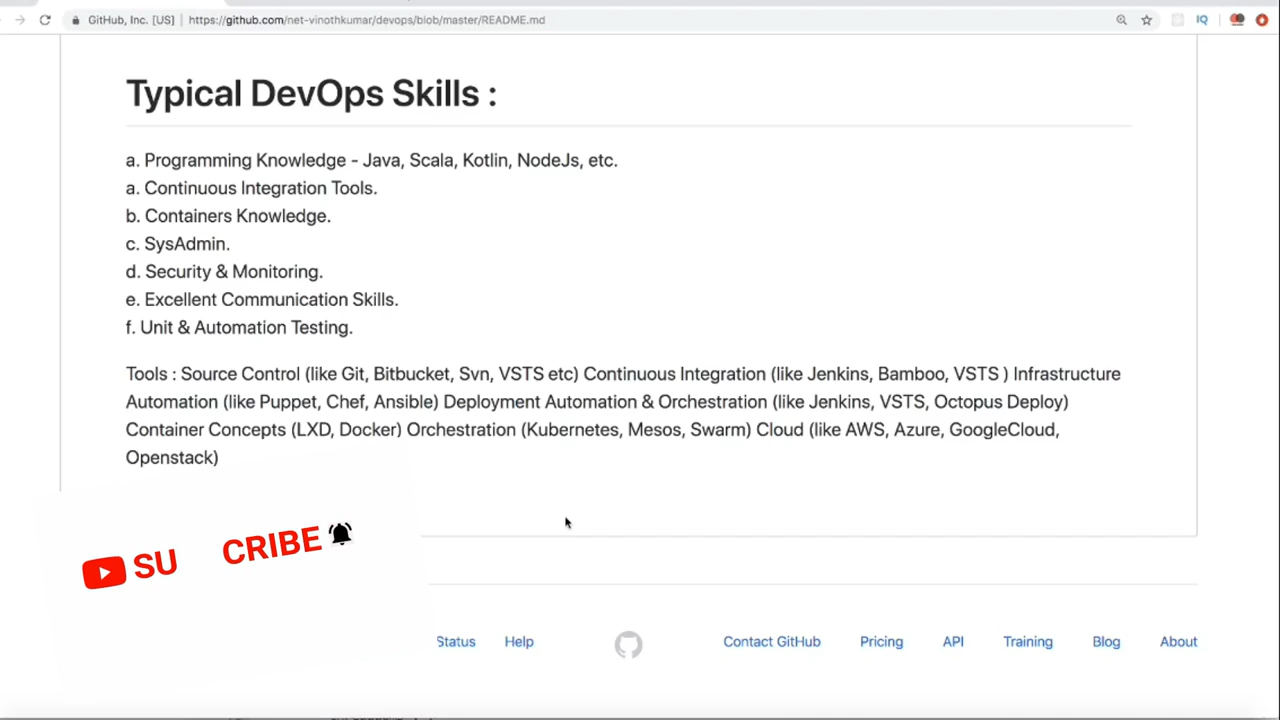 GitHub, Inc. [US] https://github.com/net-vinothkumar/devops/blob/master/README.md
IQ
Typical DevOps Skills :
a. Programming Knowledge - Java, Scala, Kotlin, NodeJs, etc.
a. Continuous Integration Tools.
b. Containers Knowledge.
c. SysAdmin.
d. Security & Monitoring.
e. Excellent Communication Skills.
f. Unit & Automation Testing.
Tools : Source Control (like Git, Bitbucket, Svn, VSTS etc) Continuous Integration (like Jenkins, Bamboo, VSTS ) Infrastructure
Automation (like Puppet, Chef, Ansible) Deployment Automation & Orchestration (like Jenkins, VSTS, Octopus Deploy)
Container Concepts (LXD, Docker) Orchestration (Kubernetes, Mesos, Swarm) Cloud (like AWS, Azure, GoogleCloud,
Openstack)
SU CRIBE
Status Help Contact GitHub Pricing API Training Blog About